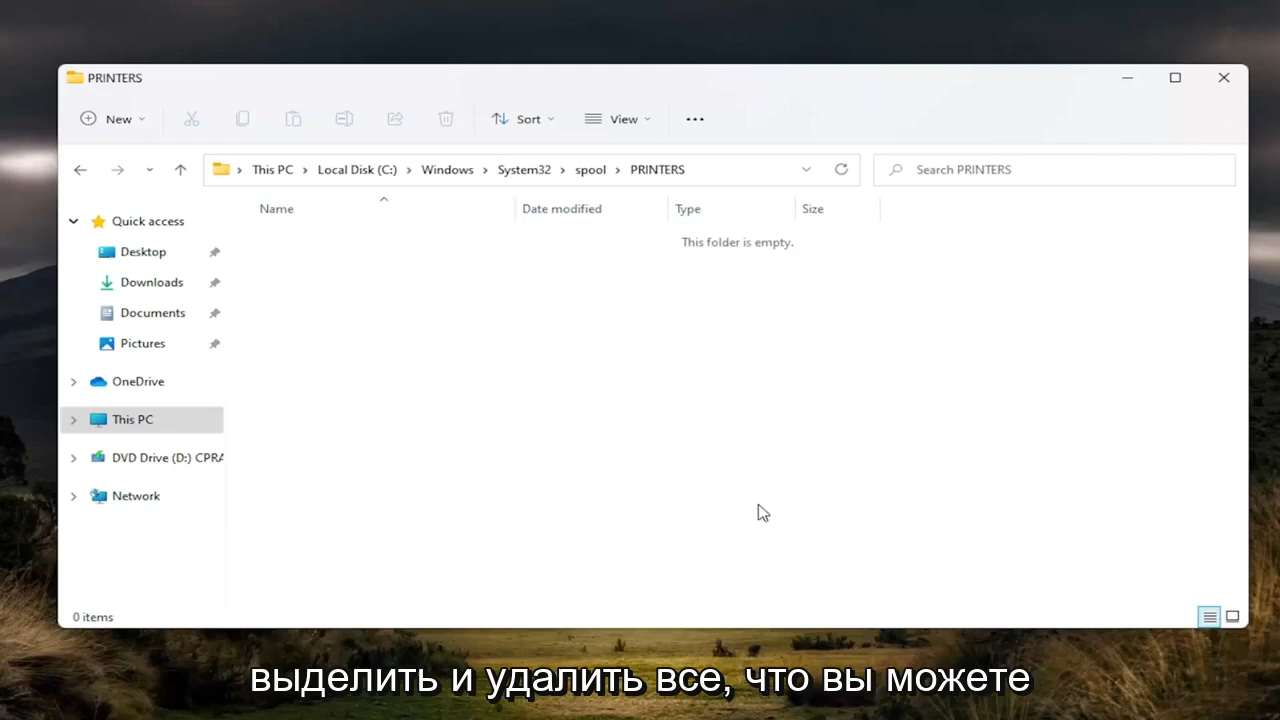 PRINTERS
New
Sort
View
This PC
Local Disk (C:)
Windows
System32
spool
PRINTERS
Search PRINTERS
Name
Date modified
Type
Size
This folder is empty.
Quick access
Desktop
Downloads
Documents
Pictures
OneDrive
This PC
DVD Drive (D:) CPRA
Network
0 items
выделить и удалить все, что вы можете